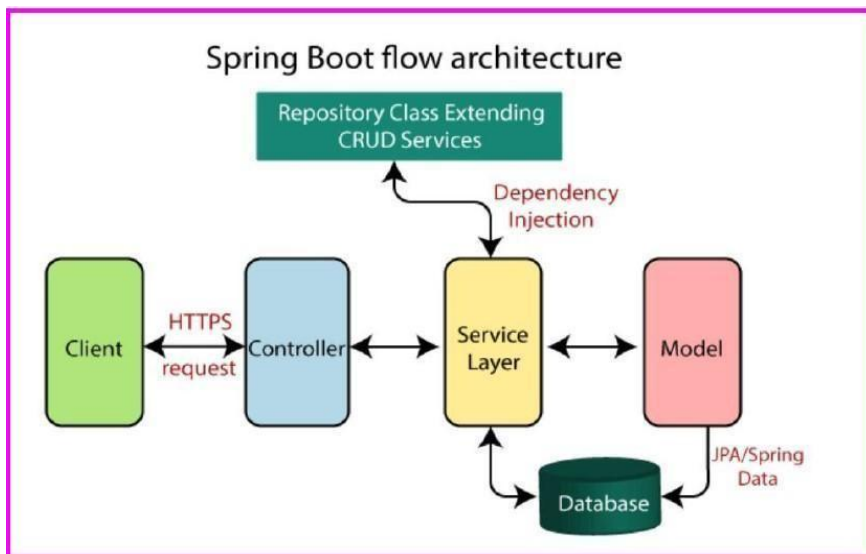 Spring Boot flow architecture
Repository Class Extending
CRUD Services
Dependency
Injection
HTTPS
request
Client
Controller
Service
Layer
Model
JPA/Spring
Data
Database